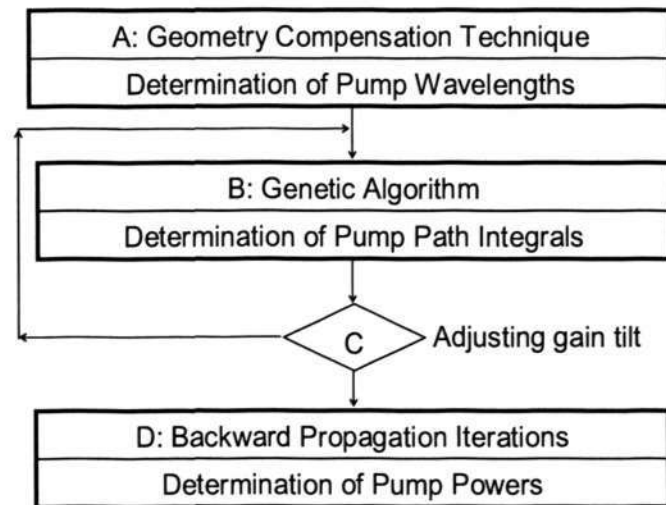 A: Geometry Compensation Technique
Determination of Pump Wavelengths
B: Genetic Algorithm
Determination of Pump Path Integrals
C
Adjusting gain tilt
D: Backward Propagation Iterations
Determination of Pump Powers